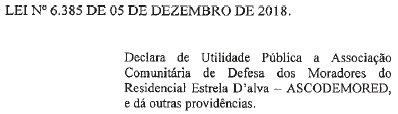 LEI Nº 6.385 DE 05 DE DEZEMBRO DE 2018.
Declara de Utilidade Pública a Associação
Comunitária de Defesa dos Moradores do
Residencial Estrela D'alva – ASCODEMORED,
e dá outras providências.